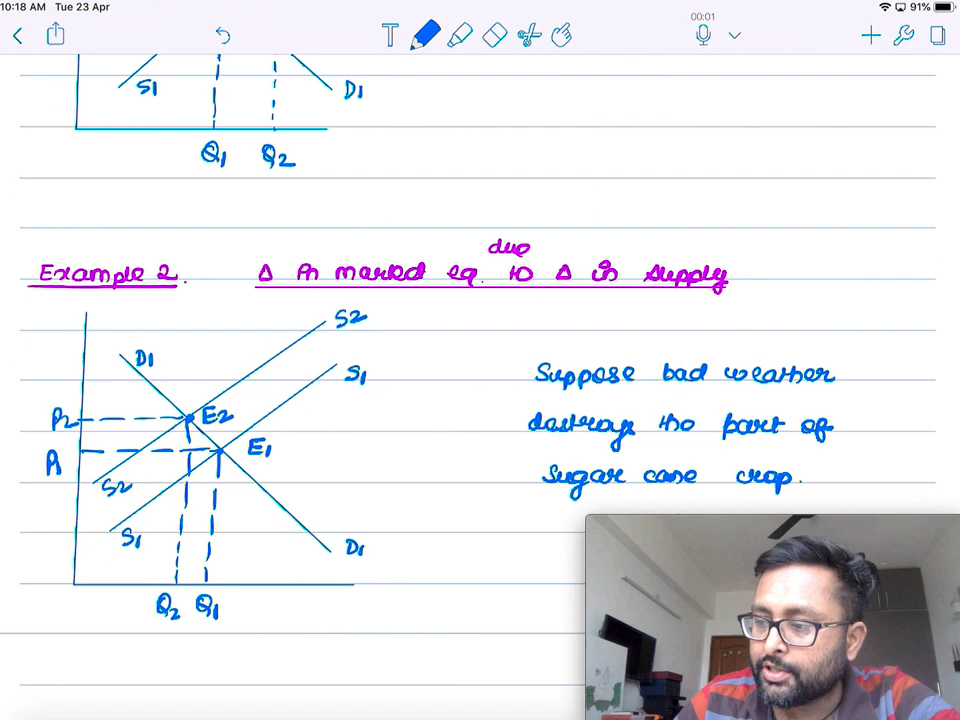 10:18 AM Tue 23 Apr
91%
T
00:01
S1
D1
Q1 Q2
due
Example 2. Δ in market eq. to Δ in supply
S2
D1
S1
P2
E2
P1
E1
S2
S1
D1
Q2 Q1
Suppose bad weather
destroys the part of
sugar cane crop.